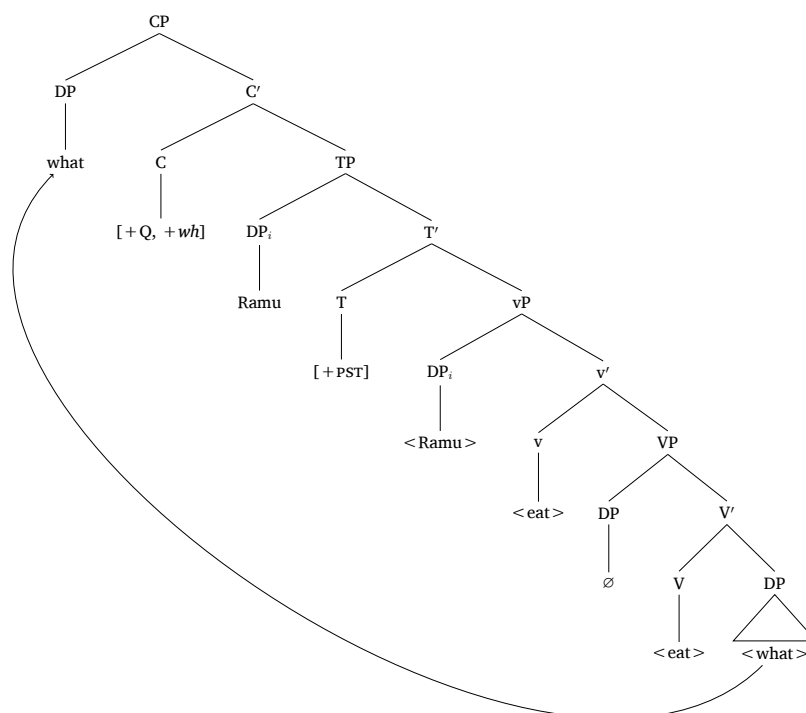 CP
DP C′
what C TP
[+Q, +wh] DPᵢ T′
Ramu T vP
[+PST] DPᵢ v′
<Ramu> v VP
<eat> DP V′
∅ V DP
<eat> <what>